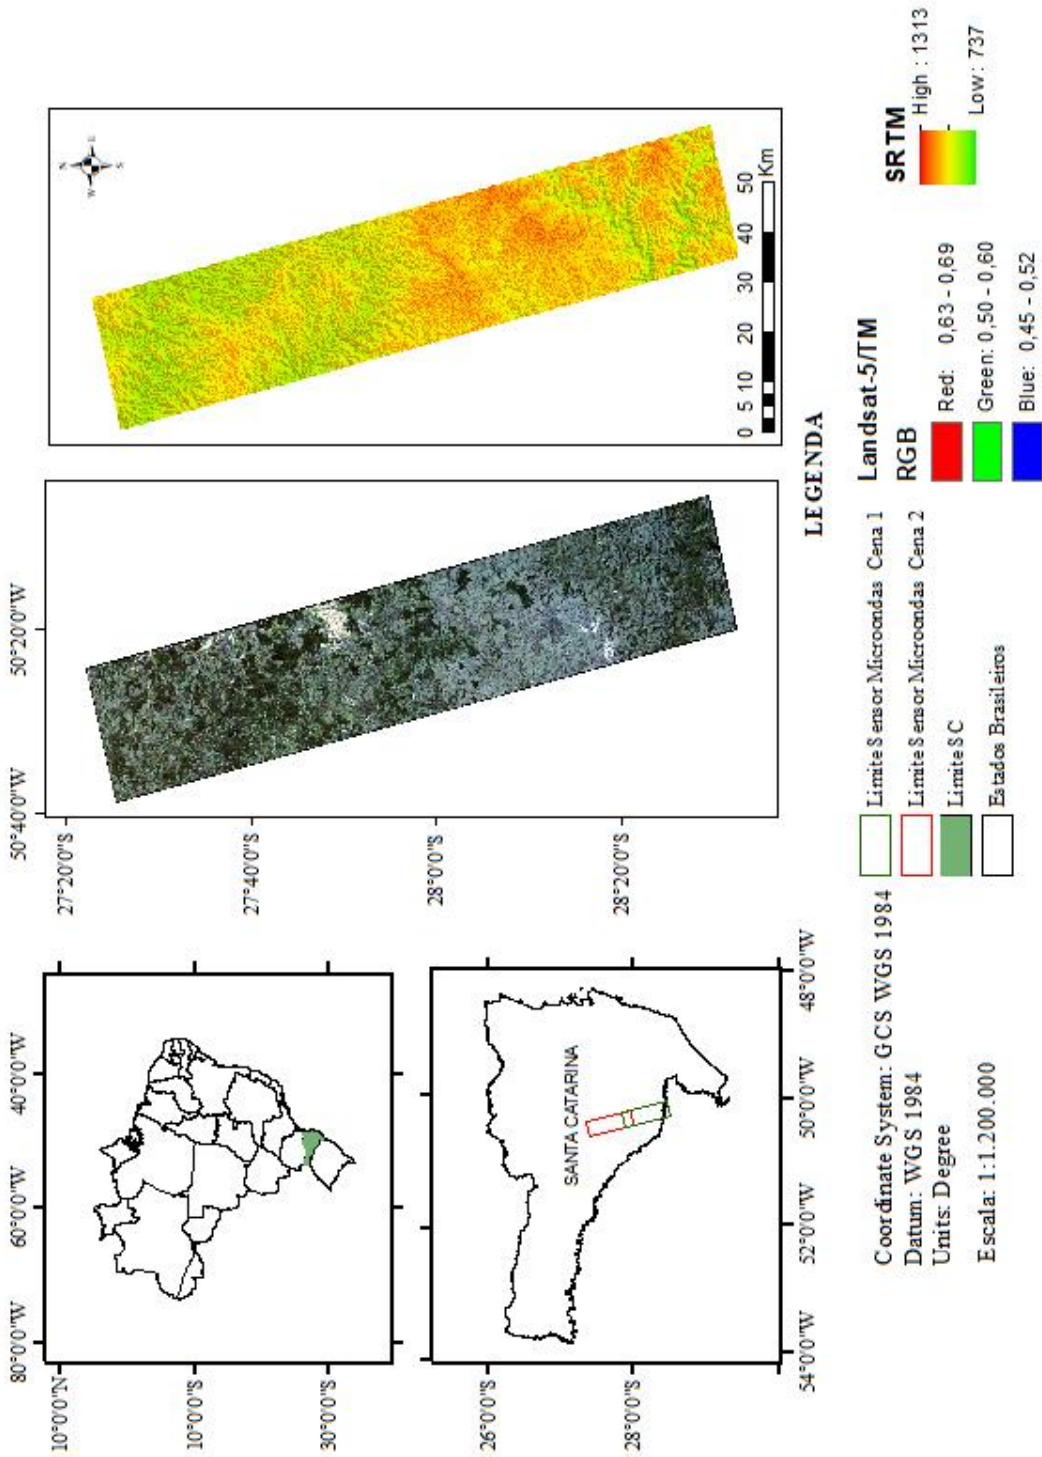 80°0'0"W
60°0'0"W
40°0'0"W
10°0'0"N
10°0'0"S
30°0'0"S
SANTA CATARINA
26°0'0"S
28°0'0"S
54°0'0"W
52°0'0"W
50°0'0"W
48°0'0"W
50°40'0"W
50°20'0"W
27°20'0"S
27°40'0"S
28°0'0"S
28°20'0"S
N
W
E
S
0 5 10 20 30 40 50
Km
LEGENDA
Coordinate System: GCS WGS 1984
Datum: WGS 1984
Units: Degree
Escala: 1:1.200.000
Limite Sensor Microondas Cena 1
Limite Sensor Microondas Cena 2
Limite SC
Estados Brasileiros
Landsat-5/TM
RGB
Red: 0,63 - 0,69
Green: 0,50 - 0,60
Blue: 0,45 - 0,52
SRTM
High : 1313
Low : 737